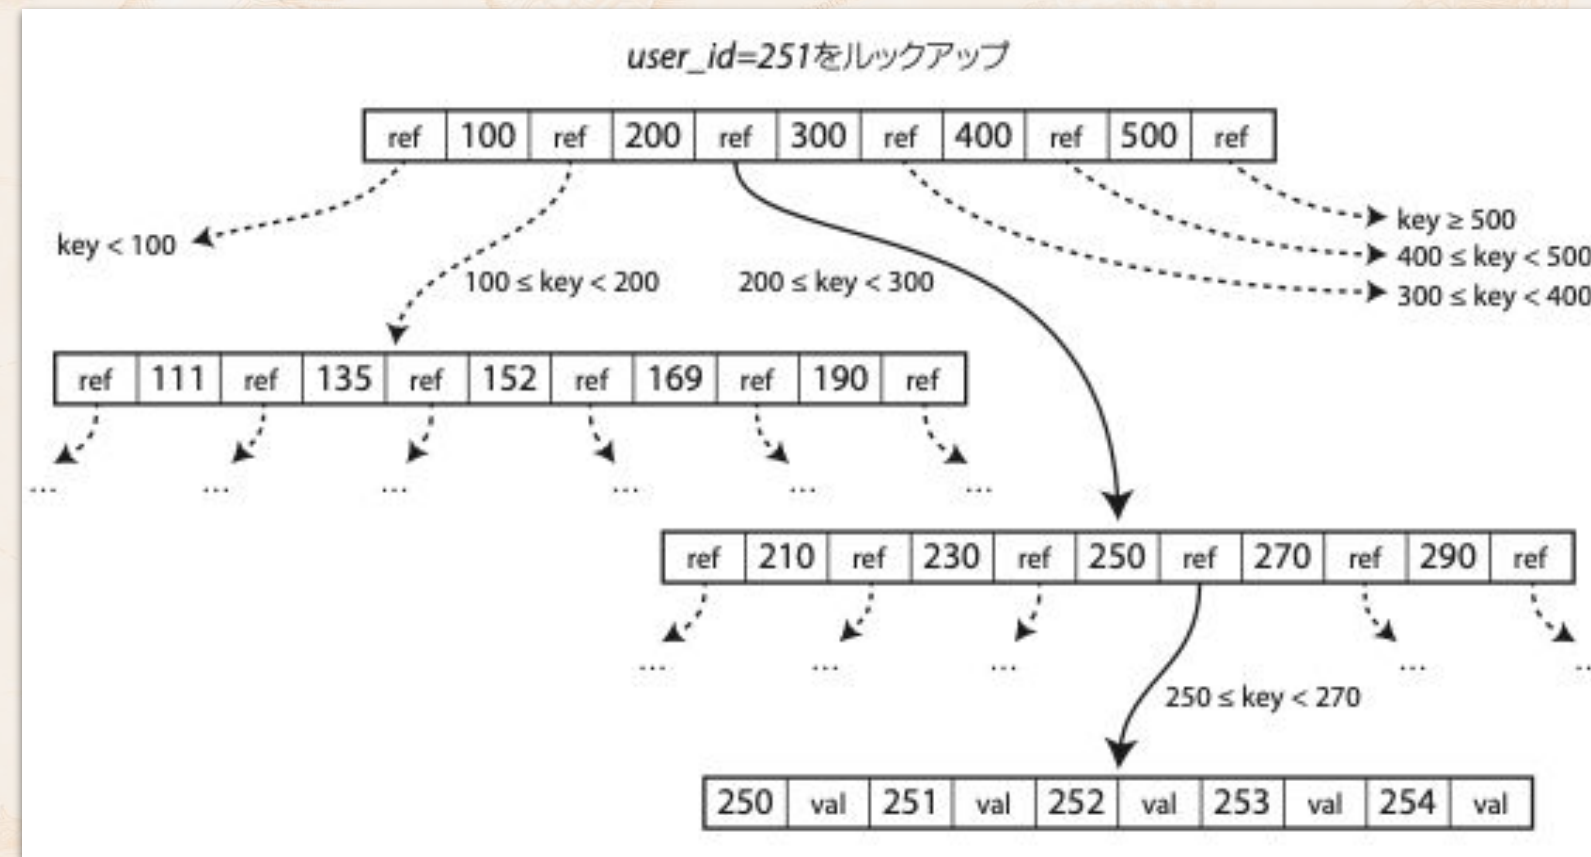 user_id=251をルックアップ
ref 100 ref 200 ref 300 ref 400 ref 500 ref
key < 100
key ≥ 500
400 ≤ key < 500
300 ≤ key < 400
100 ≤ key < 200
200 ≤ key < 300
ref 111 ref 135 ref 152 ref 169 ref 190 ref
... ... ... ... ... ...
ref 210 ref 230 ref 250 ref 270 ref 290 ref
... ... ... ... ...
250 ≤ key < 270
250 val 251 val 252 val 253 val 254 val